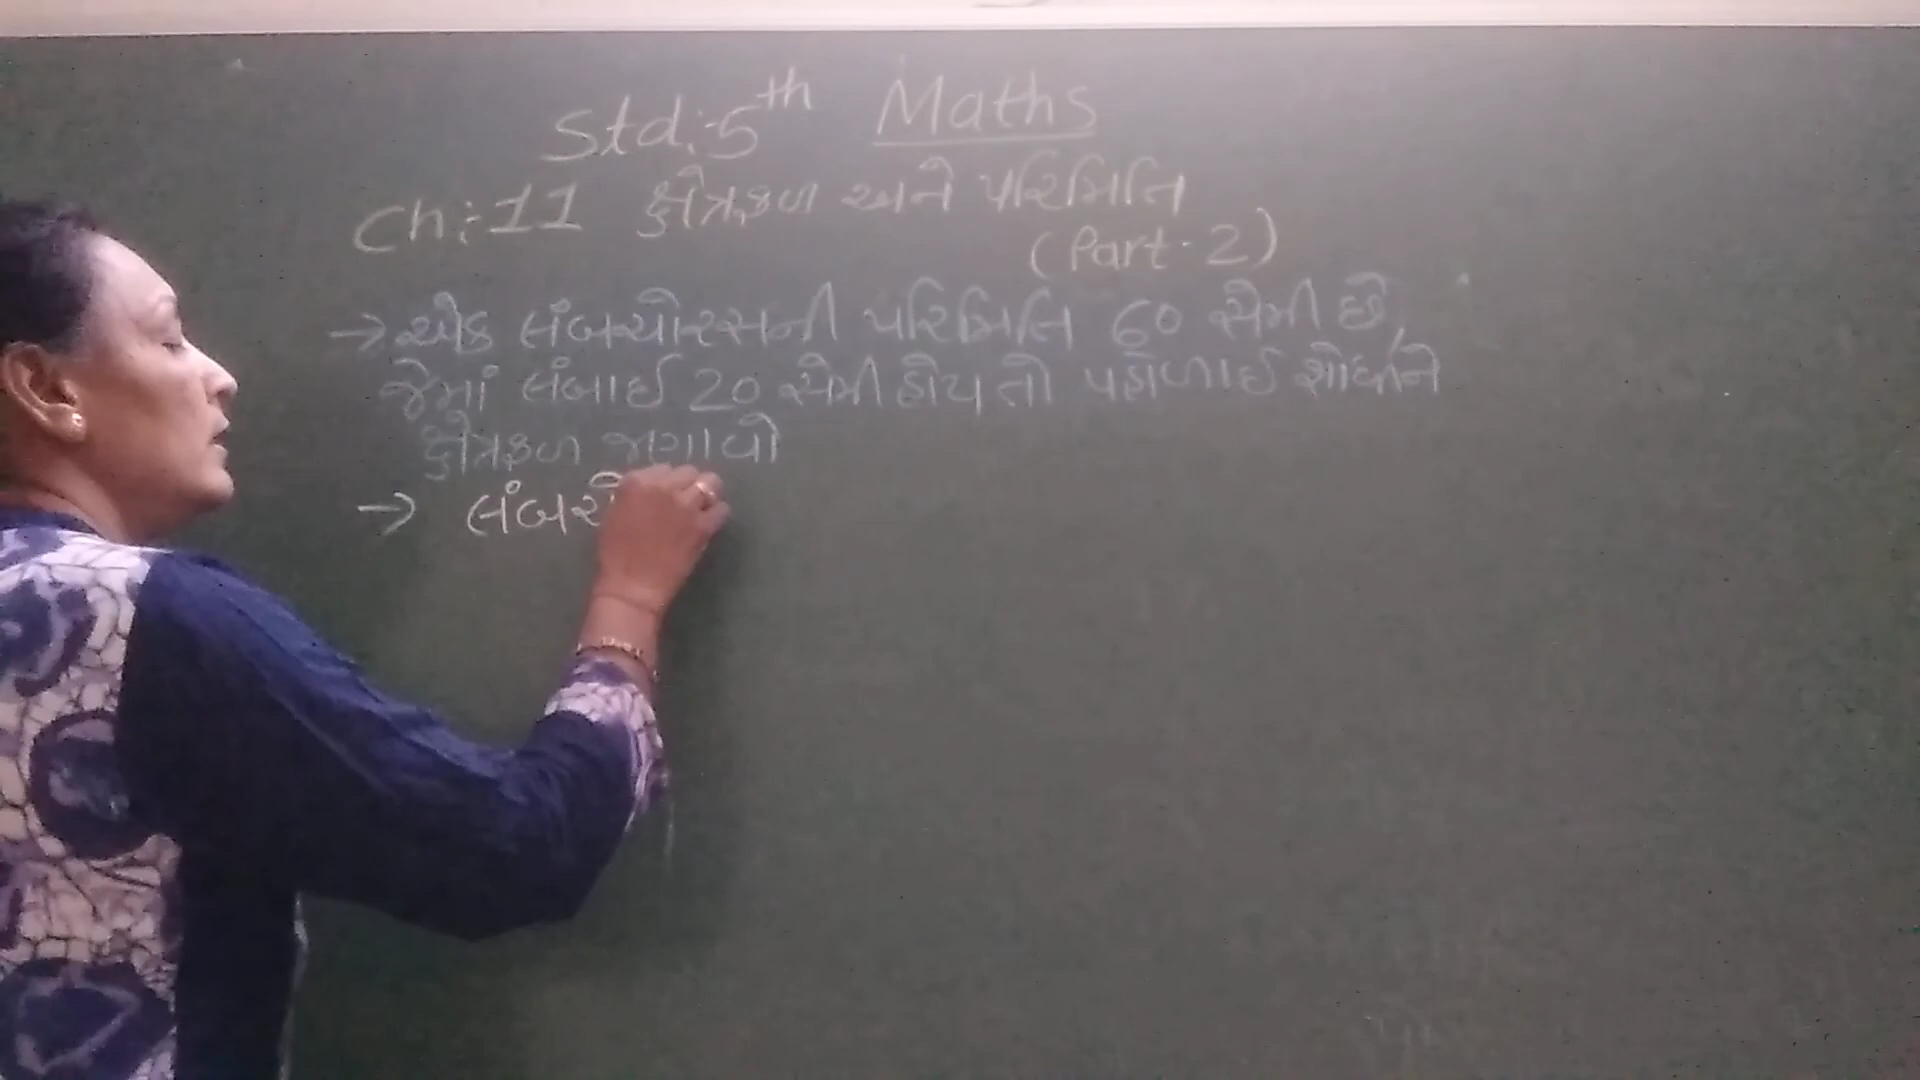 Std:-5th Maths
Ch:-11 ક્ષેત્રફળ અને પરિમિતિ
(Part-2)
→ એક લંબચોરસની પરિમિતિ 60 સેમી છે,
જેમાં લંબાઈ 20 સેમી હોય તો પહોળાઈ શોધીને
ક્ષેત્રફળ જણાવો
→ લંબચો